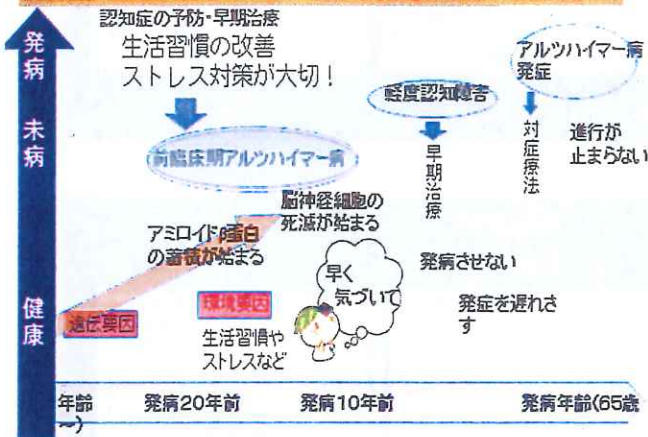 認知症の予防・早期治療
生活習慣の改善
ストレス対策が大切！
発病
未病
健康
前臨床期アルツハイマー病
軽度認知障害
早期治療
アルツハイマー病
発症
対症療法
進行が
止まらない
脳神経細胞の
死滅が始まる
アミロイドβ蛋白
の蓄積が始まる
早く
気づいて
発病させない
発症を遅れさ
す
遺伝要因
環境要因
生活習慣や
ストレスなど
年齢
発病20年前
発病10年前
発病年齢(65歳
～)